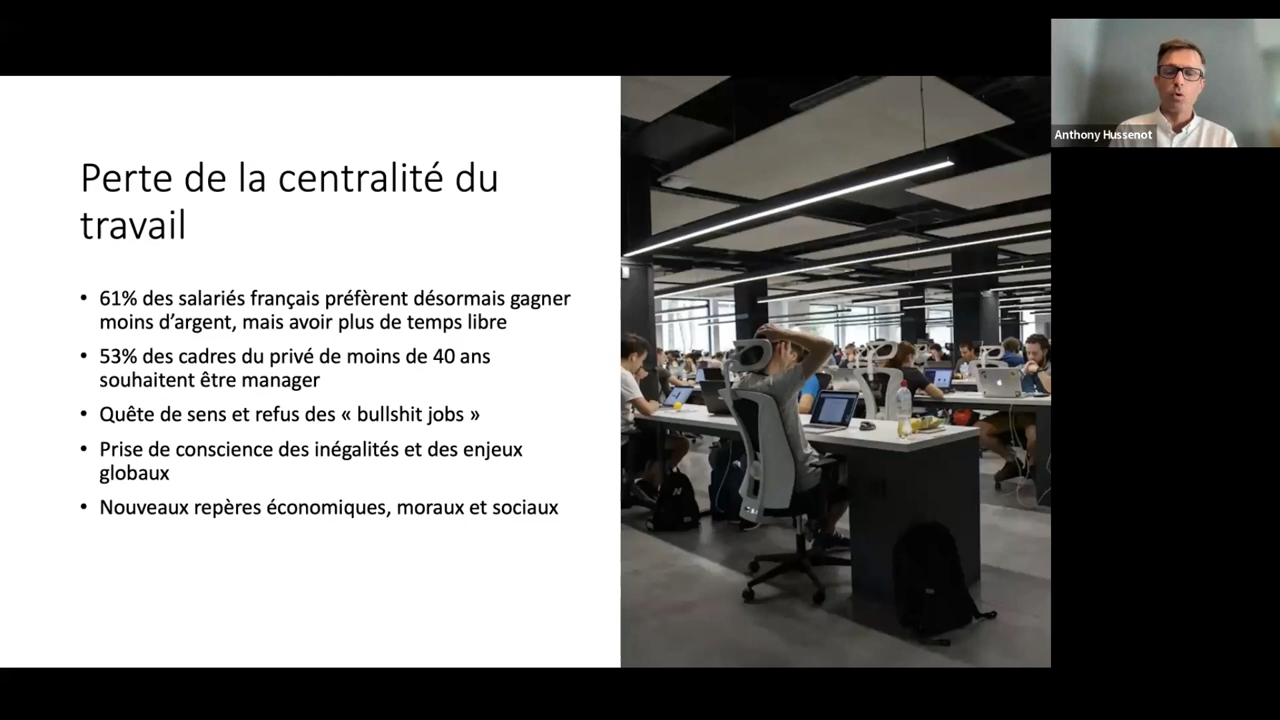 Anthony Hussenot
Perte de la centralité du
travail
• 61% des salariés français préfèrent désormais gagner
moins d’argent, mais avoir plus de temps libre
• 53% des cadres du privé de moins de 40 ans
souhaitent être manager
• Quête de sens et refus des « bullshit jobs »
• Prise de conscience des inégalités et des enjeux
globaux
• Nouveaux repères économiques, moraux et sociaux